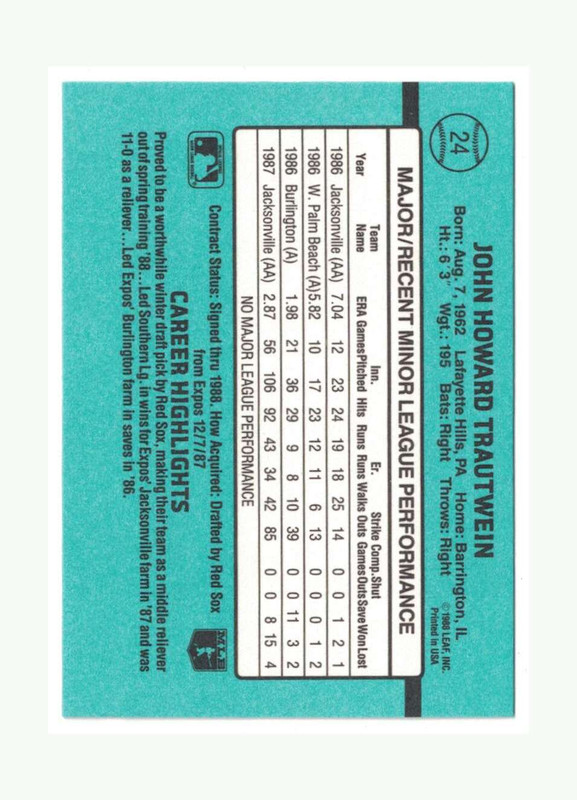 24
JOHN HOWARD TRAUTWEIN
Born: Aug. 7, 1962 Lafayette Hills, PA Home: Barrington, IL
Ht.: 6'3" Wgt.: 195 Bats: Right Throws: Right
©1988 LEAF, INC.
Printed in USA
MAJOR/RECENT MINOR LEAGUE PERFORMANCE
Team Inn. Er. Strike Comp. Shut
Year Name ERA Games Pitched Hits Runs Runs Walks Outs Games Outs Save Won Lost
1986 Jacksonville (AA) 7.04 12 23 24 19 18 25 14 0 0 1 2 1
1986 W. Palm Beach (A) 5.82 10 17 23 12 11 6 13 0 0 0 1 2
1986 Burlington (A) 1.98 21 36 29 9 8 10 39 0 0 11 3 2
1987 Jacksonville (AA) 2.87 56 106 92 43 34 42 85 0 0 8 15 4
NO MAJOR LEAGUE PERFORMANCE
Contract Status: Signed thru 1988. How Acquired: Drafted by Red Sox
from Expos 12/7/87
MLB
CAREER HIGHLIGHTS
Proved to be a worthwhile winter draft pick by Red Sox, making their team as a middle reliever
out of spring training '88...Led Southern Lg. in wins for Expos' Jacksonville farm in '87 and was
11-0 as a reliever...Led Expos' Burlington farm in saves in '86.